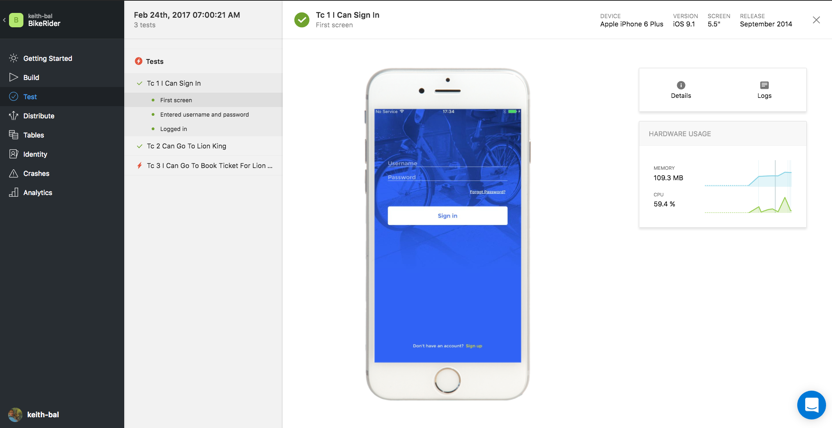 keith-bal
BikeRider
B
Getting Started
Build
Test
Distribute
Tables
Identity
Crashes
Analytics
keith-bal
Feb 24th, 2017 07:00:21 AM
3 tests
Tests
Tc 1 I Can Sign In
First screen
Entered username and password
Logged in
Tc 2 Can Go To Lion King
Tc 3 I Can Go To Book Ticket For Lion ...
Tc 1 I Can Sign In
First screen
DEVICE
Apple iPhone 6 Plus
VERSION
iOS 9.1
SCREEN
5.5"
RELEASE
September 2014
No Service 17:54
Username
Password
Forgot Password?
Sign in
Don't have an account? Sign up
Details
Logs
HARDWARE USAGE
MEMORY
109.3 MB
CPU
59.4 %